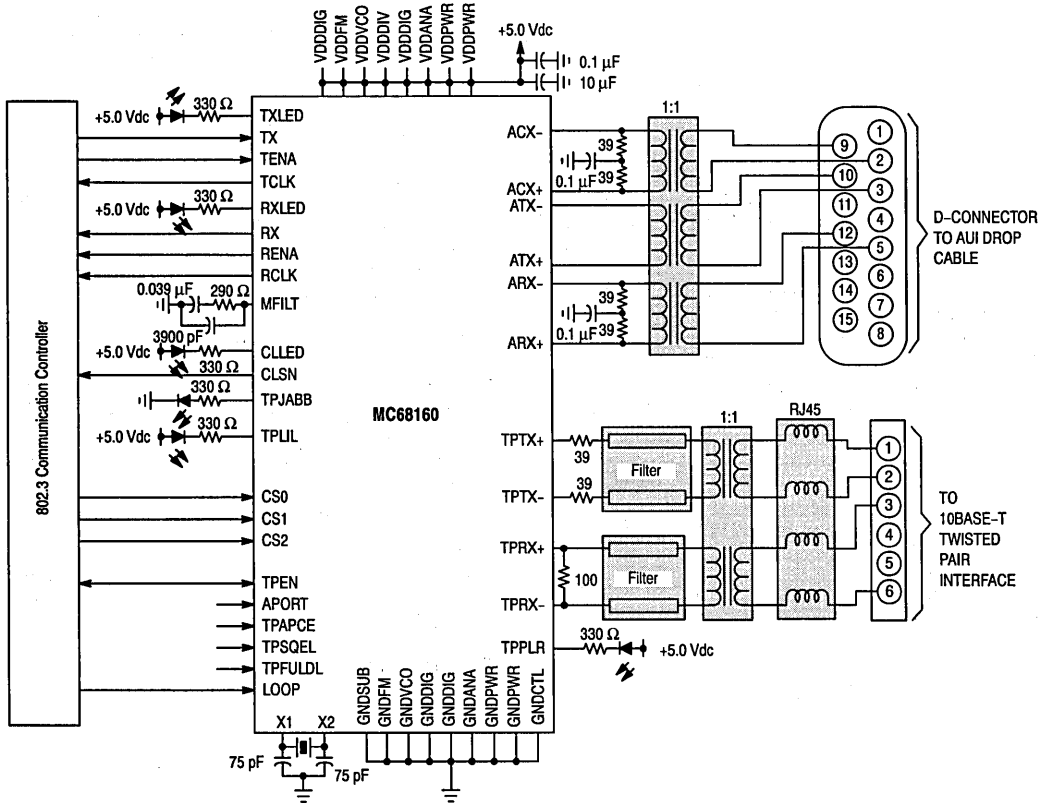 VDDDIG
VDDFM
VDDVCO
VDDDIV
VDDDIG
VDDANA
VDDPWR
VDDPWR
+5.0 Vdc
0.1 µF
10 µF
802.3 Communication Controller
+5.0 Vdc
330 Ω
TXLED
TX
TENA
TCLK
+5.0 Vdc
330 Ω
RXLED
RX
RENA
RCLK
0.039 µF
290 Ω
MFILT
3900 pF
+5.0 Vdc
CLLED
330 Ω
CLSN
330 Ω
TPJABB
+5.0 Vdc
330 Ω
TPLIL
CS0
CS1
CS2
TPEN
APORT
TPAPCE
TPSQEL
TPFULDL
LOOP
MC68160
X1
X2
75 pF
75 pF
GNDSUB
GNDFM
GNDVCO
GNDDIG
GNDDIG
GNDANA
GNDPWR
GNDPWR
GNDCTL
ACX–
39
0.1 µF
39
ACX+
ATX–
ATX+
ARX–
39
0.1 µF
39
ARX+
1:1
9
10
11
12
13
14
15
1
2
3
4
5
6
7
8
D–CONNECTOR
TO AUI DROP
CABLE
TPTX+
39
39
TPTX–
Filter
TPRX+
100
TPRX–
Filter
1:1
RJ45
1
2
3
4
5
6
TO
10BASE–T
TWISTED
PAIR
INTERFACE
TPPLR
330 Ω
+5.0 Vdc